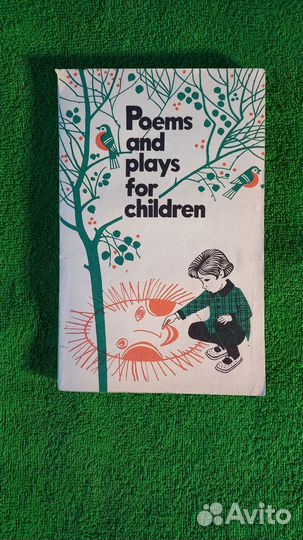 Poems
and
plays
for
children
Avito